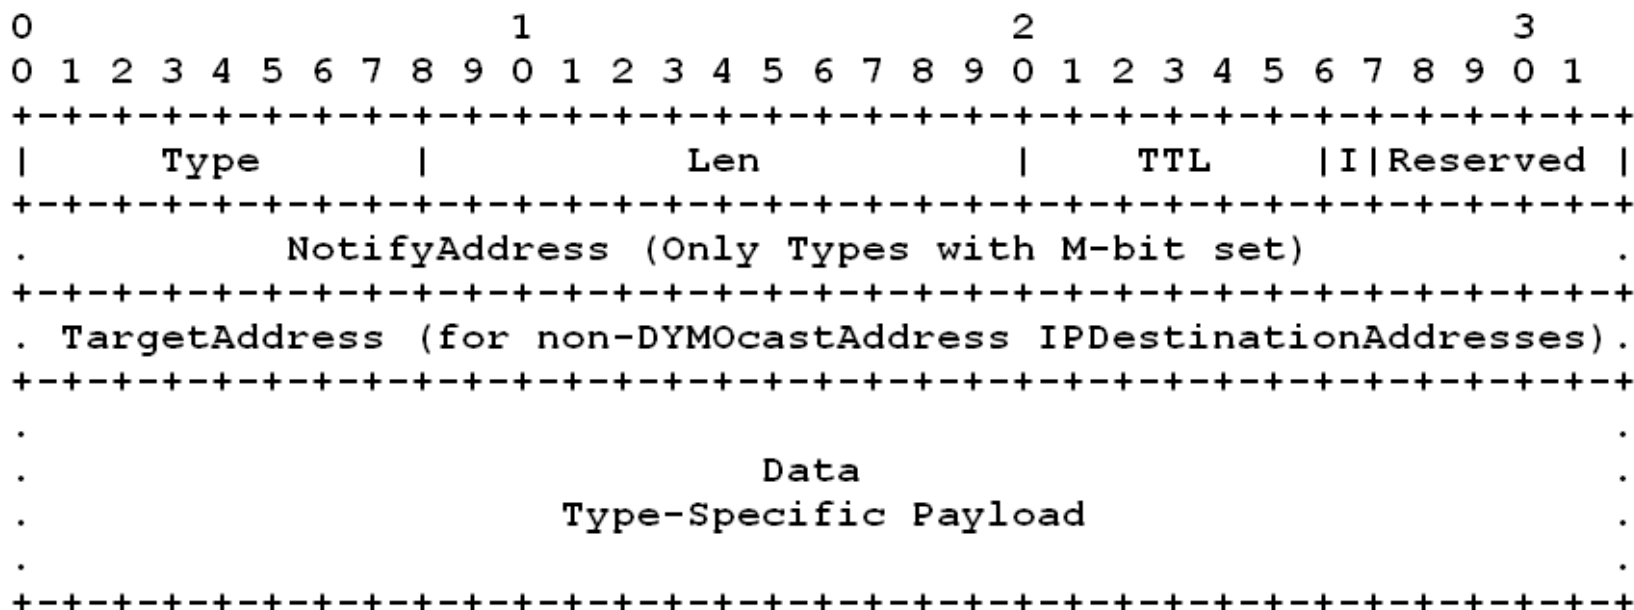 0                   1                   2                   3
0 1 2 3 4 5 6 7 8 9 0 1 2 3 4 5 6 7 8 9 0 1 2 3 4 5 6 7 8 9 0 1
+-+-+-+-+-+-+-+-+-+-+-+-+-+-+-+-+-+-+-+-+-+-+-+-+-+-+-+-+-+-+-+-+
|     Type      |          Len          |    TTL    |I|Reserved |
+-+-+-+-+-+-+-+-+-+-+-+-+-+-+-+-+-+-+-+-+-+-+-+-+-+-+-+-+-+-+-+-+
.          NotifyAddress (Only Types with M-bit set)            .
+-+-+-+-+-+-+-+-+-+-+-+-+-+-+-+-+-+-+-+-+-+-+-+-+-+-+-+-+-+-+-+-+
. TargetAddress (for non-DYMOcastAddress IPDestinationAddresses).
+-+-+-+-+-+-+-+-+-+-+-+-+-+-+-+-+-+-+-+-+-+-+-+-+-+-+-+-+-+-+-+-+
.                                                               .
.                             Data                              .
.                     Type-Specific Payload                     .
.                                                               .
+-+-+-+-+-+-+-+-+-+-+-+-+-+-+-+-+-+-+-+-+-+-+-+-+-+-+-+-+-+-+-+-+